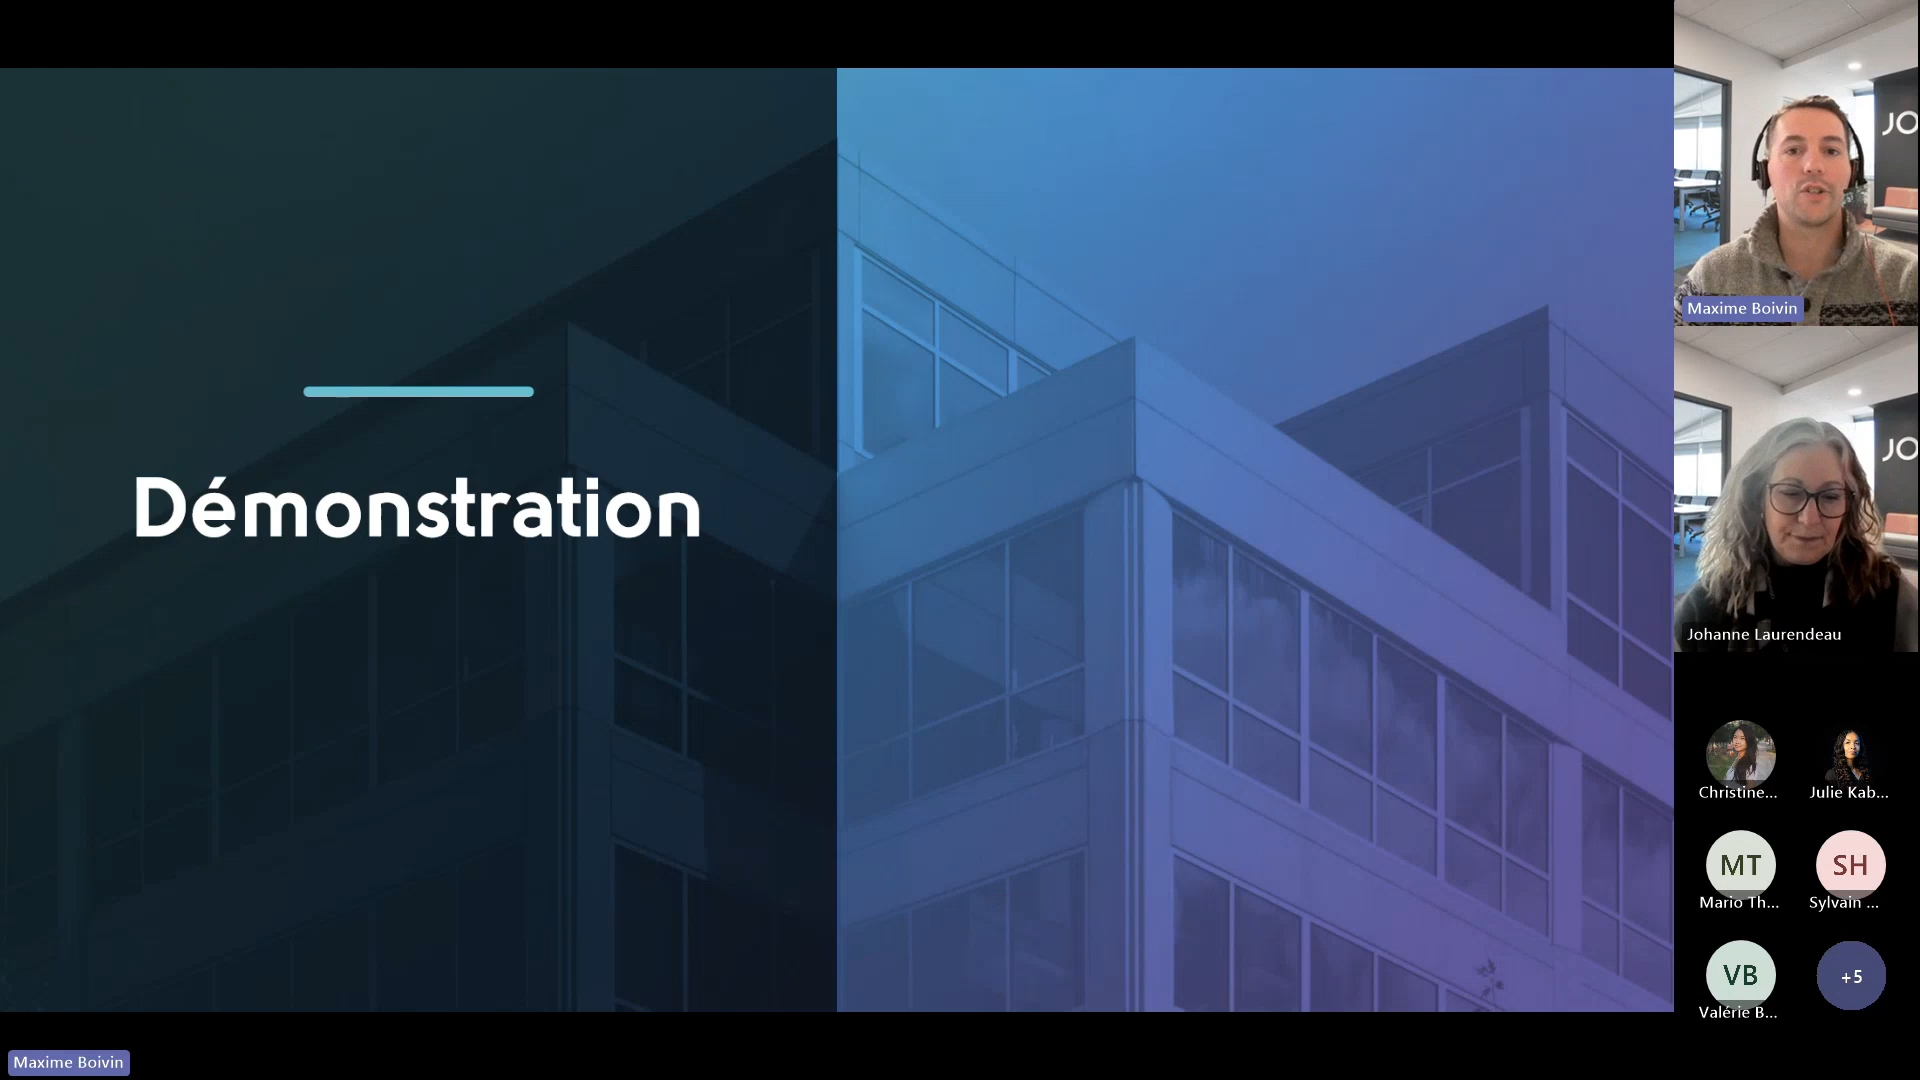 Démonstration
JO
Maxime Boivin
JO
Johanne Laurendeau
Christine...
Julie Kab...
MT
Mario Th...
SH
Sylvain ...
VB
Valérie B...
+5
Maxime Boivin